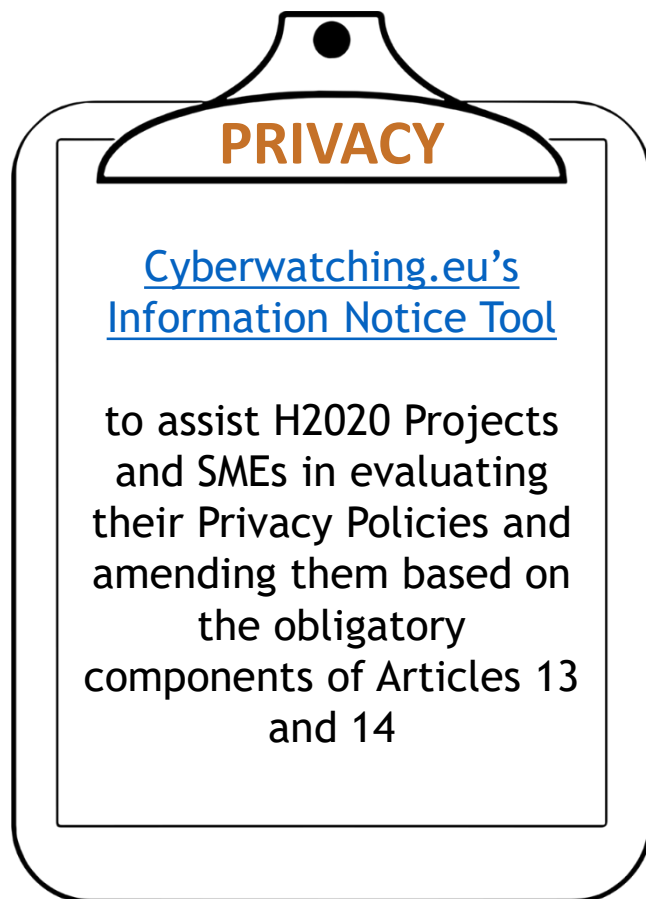 PRIVACY
Cyberwatching.eu’s
Information Notice Tool
to assist H2020 Projects
and SMEs in evaluating
their Privacy Policies and
amending them based on
the obligatory
components of Articles 13
and 14